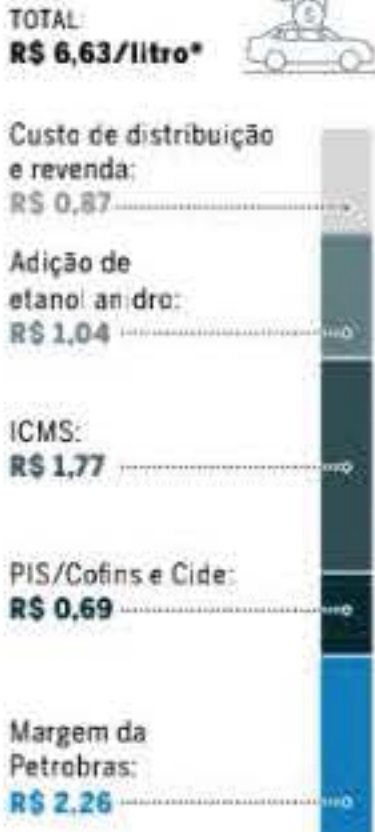 TOTAL
R$ 6,63/litro*
Custo de distribuição
e revenda:
R$ 0,87
Adição de
etanol anidro:
R$ 1,04
ICMS:
R$ 1,77
PIS/Cofins e Cide:
R$ 0,69
Margem da
Petrobras:
R$ 2,26